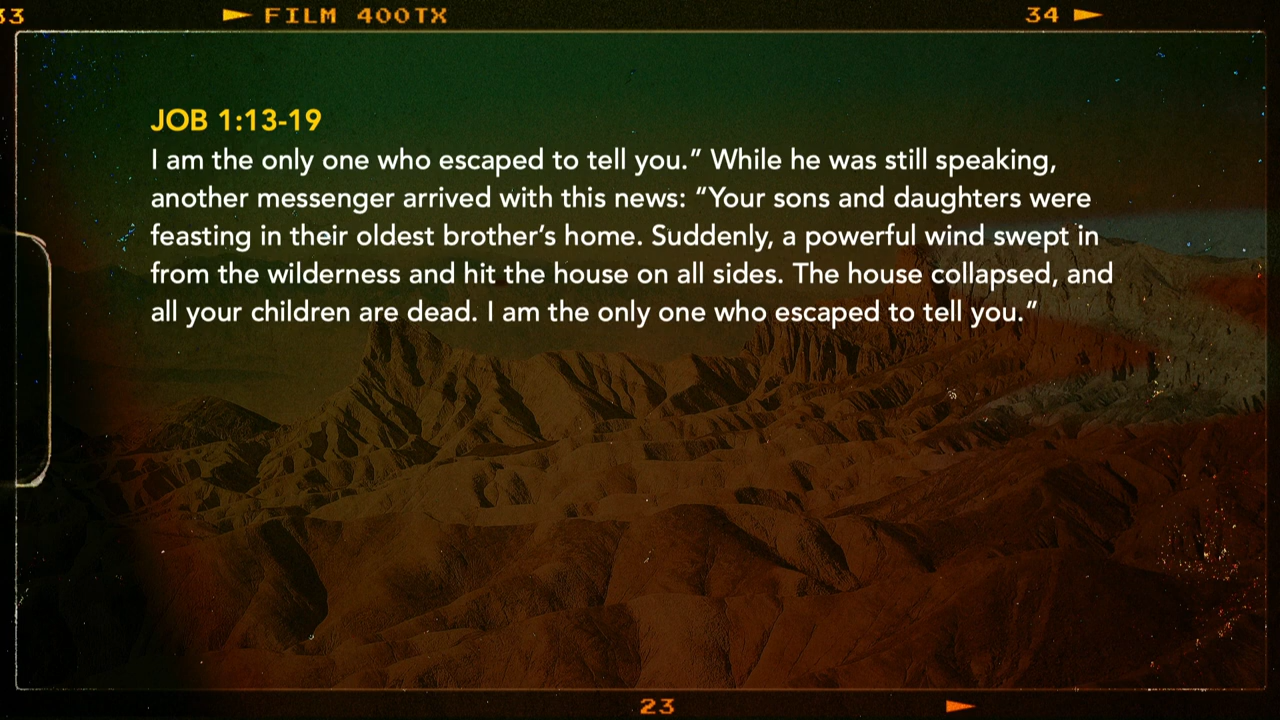 33 FILM 400TX 34
JOB 1:13-19
I am the only one who escaped to tell you.” While he was still speaking,
another messenger arrived with this news: “Your sons and daughters were
feasting in their oldest brother’s home. Suddenly, a powerful wind swept in
from the wilderness and hit the house on all sides. The house collapsed, and
all your children are dead. I am the only one who escaped to tell you.”
23